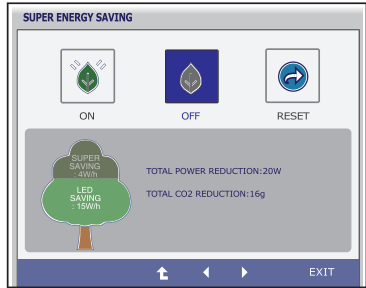 SUPER ENERGY SAVING
ON
OFF
RESET
SUPER
SAVING
: 4W/h
LED
SAVING
: 15W/h
TOTAL POWER REDUCTION:20W
TOTAL CO2 REDUCTION:16g
EXIT